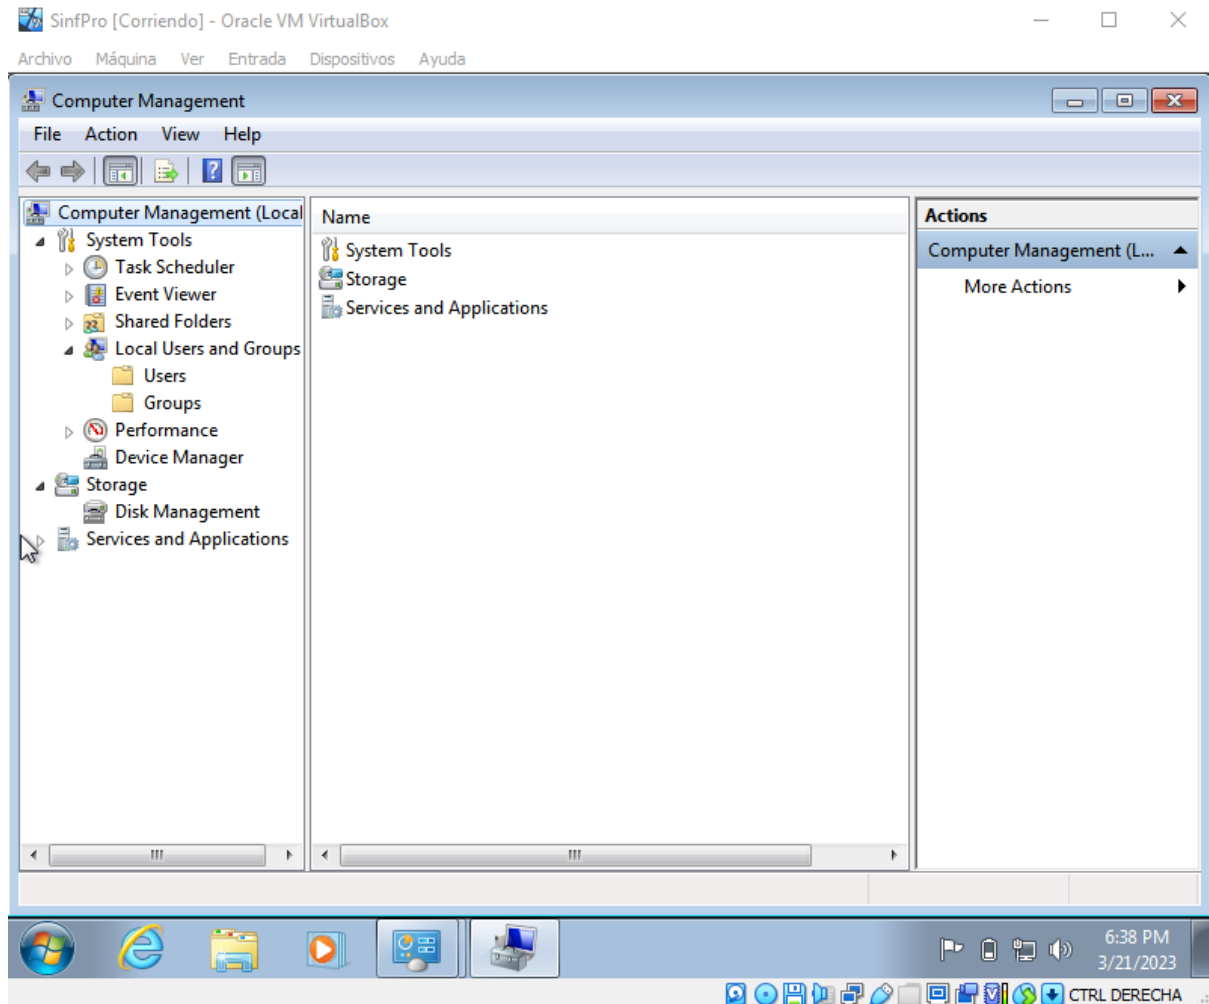 SinfPro [Corriendo] - Oracle VM VirtualBox
Archivo Máquina Ver Entrada Dispositivos Ayuda
Computer Management
File Action View Help
Computer Management (Local
System Tools
Task Scheduler
Event Viewer
Shared Folders
Local Users and Groups
Users
Groups
Performance
Device Manager
Storage
Disk Management
Services and Applications
Name
System Tools
Storage
Services and Applications
Actions
Computer Management (L...
More Actions
6:38 PM
3/21/2023
CTRL DERECHA